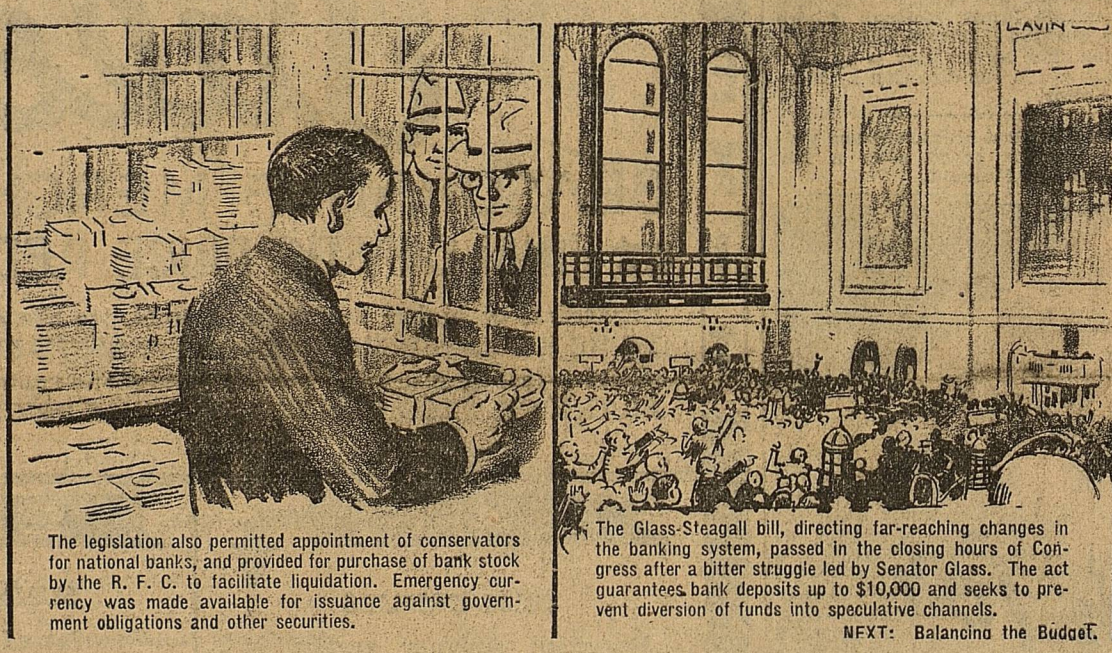 LAVIN
The legislation also permitted appointment of conservators
for national banks, and provided for purchase of bank stock
by the R. F. C. to facilitate liquidation. Emergency cur-
rency was made available for issuance against govern-
ment obligations and other securities.
The Glass-Steagall bill, directing far-reaching changes in
the banking system, passed in the closing hours of Con-
gress after a bitter struggle led by Senator Glass. The act
guarantees bank deposits up to $10,000 and seeks to pre-
vent diversion of funds into speculative channels.
NEXT: Balancing the Budget.